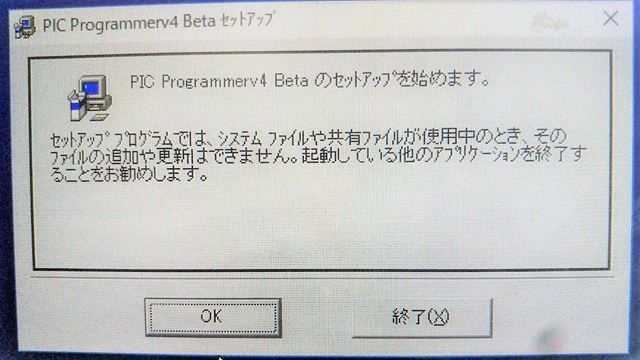 PIC Programmerv4 Beta ｾｯﾄｱｯﾌﾟ
PIC Programmerv4 Beta のｾｯﾄｱｯﾌﾟを始めます。
ｾｯﾄｱｯﾌﾟ ﾌﾟﾛｸﾞﾗﾑでは、ｼｽﾃﾑ ﾌｧｲﾙや共有ﾌｧｲﾙが使用中のとき、その
ﾌｧｲﾙの追加や更新はできません。起動している他のｱﾌﾟﾘｹｰｼｮﾝを終了す
ることをお勧めします。
OK
終了(X)